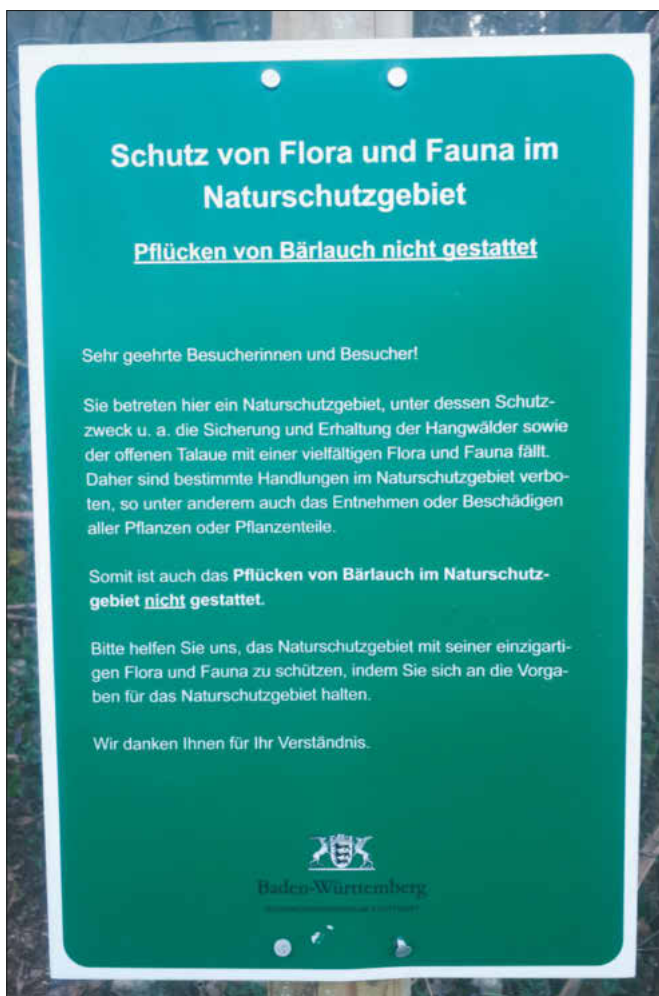 Schutz von Flora und Fauna im
Naturschutzgebiet
Pflücken von Bärlauch nicht gestattet
Sehr geehrte Besucherinnen und Besucher!
Sie betreten hier ein Naturschutzgebiet, unter dessen Schutz-
zweck u. a. die Sicherung und Erhaltung der Hangwälder sowie
der offenen Talaue mit einer vielfältigen Flora und Fauna fällt.
Daher sind bestimmte Handlungen im Naturschutzgebiet verbo-
ten, so unter anderem auch das Entnehmen oder Beschädigen
aller Pflanzen oder Pflanzenteile.
Somit ist auch das Pflücken von Bärlauch im Naturschutz-
gebiet nicht gestattet.
Bitte helfen Sie uns, das Naturschutzgebiet mit seiner einzigarti-
gen Flora und Fauna zu schützen, indem Sie sich an die Vorga-
ben für das Naturschutzgebiet halten.
Wir danken Ihnen für Ihr Verständnis.
Baden-Württemberg